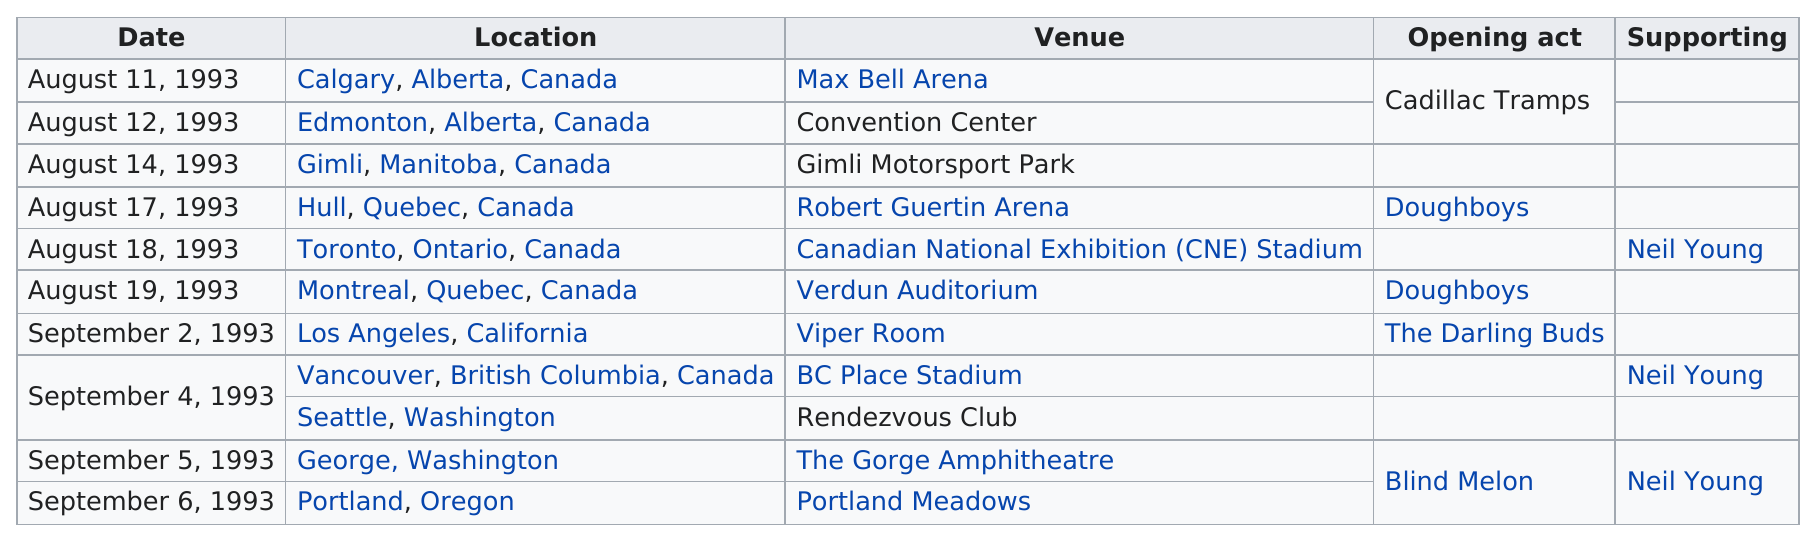 Date Location Venue Opening act Supporting
August 11, 1993 Calgary, Alberta, Canada Max Bell Arena Cadillac Tramps
August 12, 1993 Edmonton, Alberta, Canada Convention Center
August 14, 1993 Gimli, Manitoba, Canada Gimli Motorsport Park
August 17, 1993 Hull, Quebec, Canada Robert Guertin Arena Doughboys
August 18, 1993 Toronto, Ontario, Canada Canadian National Exhibition (CNE) Stadium Neil Young
August 19, 1993 Montreal, Quebec, Canada Verdun Auditorium Doughboys
September 2, 1993 Los Angeles, California Viper Room The Darling Buds
September 4, 1993 Vancouver, British Columbia, Canada BC Place Stadium Neil Young
Seattle, Washington Rendezvous Club
September 5, 1993 George, Washington The Gorge Amphitheatre Blind Melon Neil Young
September 6, 1993 Portland, Oregon Portland Meadows